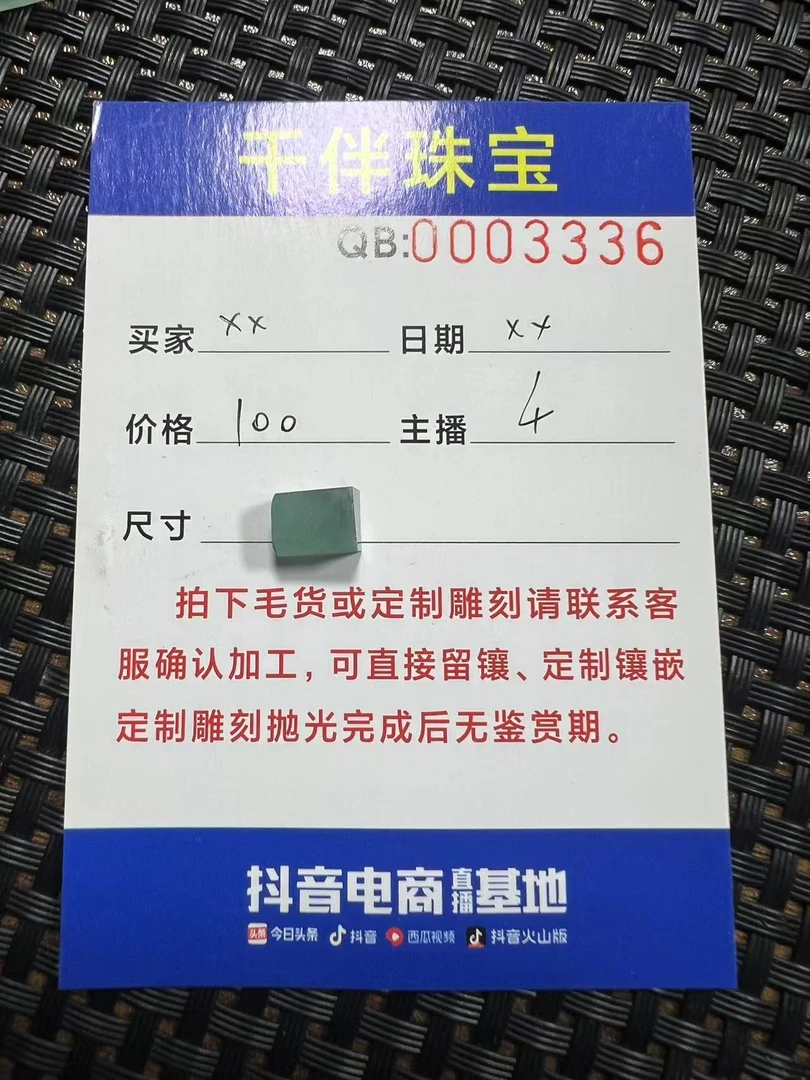 千伴珠宝
QB:0003336
买家 xx 日期 xx
价格 100 主播 4
尺寸
拍下毛货或定制雕刻请联系客
服确认加工，可直接留镶、定制镶嵌
定制雕刻抛光完成后无鉴赏期。
抖音电商直播基地
头条 今日头条 抖音 西瓜视频 抖音火山版